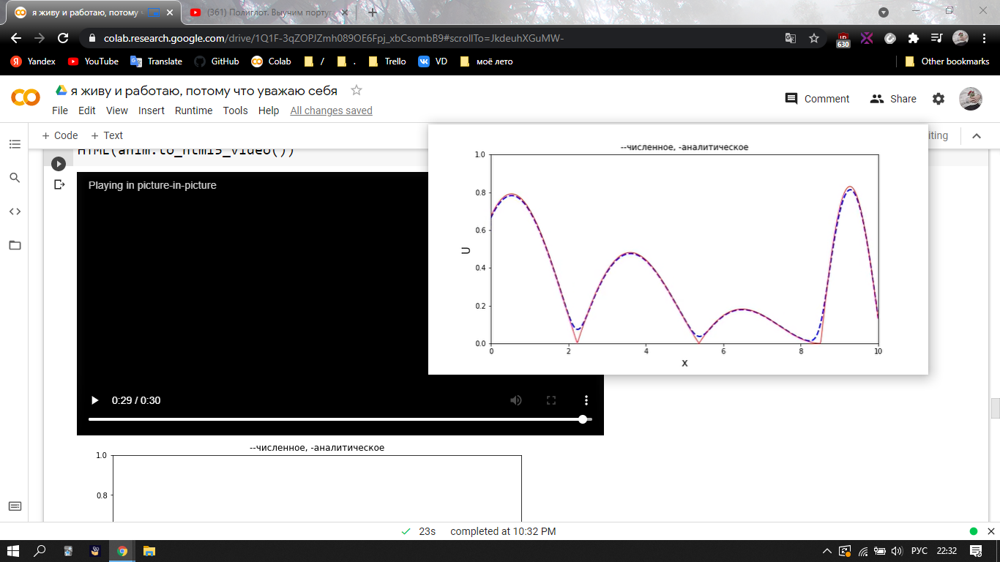 я живу и работаю, потому ч
(361) Полиглот. Выучим португ
colab.research.google.com/drive/1Q1F-3qZOPJZmh089OE6Fpj_xbCsombB9#scrollTo=JkdeuhXGuMW-
630
Yandex YouTube Translate GitHub Colab / . Trello VD моё лето Other bookmarks
я живу и работаю, потому что уважаю себя
File Edit View Insert Runtime Tools Help All changes saved
Comment Share
+ Code + Text
iting
HTML(anim.to_html5_video())
Playing in picture-in-picture
--численное, -аналитическое
1.0
0.8
0.6
U
0.4
0.2
0.0
0 2 4 6 8 10
x
0:29 / 0:30
--численное, -аналитическое
1.0
0.8
23s completed at 10:32 PM
РУС 22:32